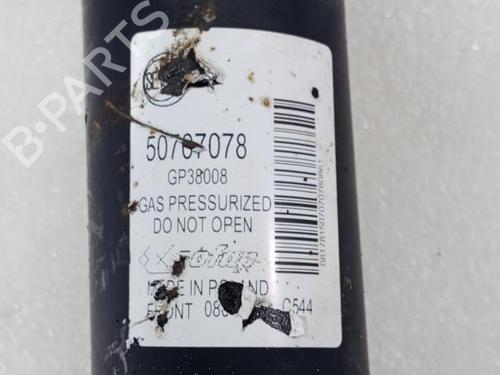 B-PARTS
50707078
GP38008
GAS PRESSURIZED
DO NOT OPEN
MADE IN POLAND
FRONT C544